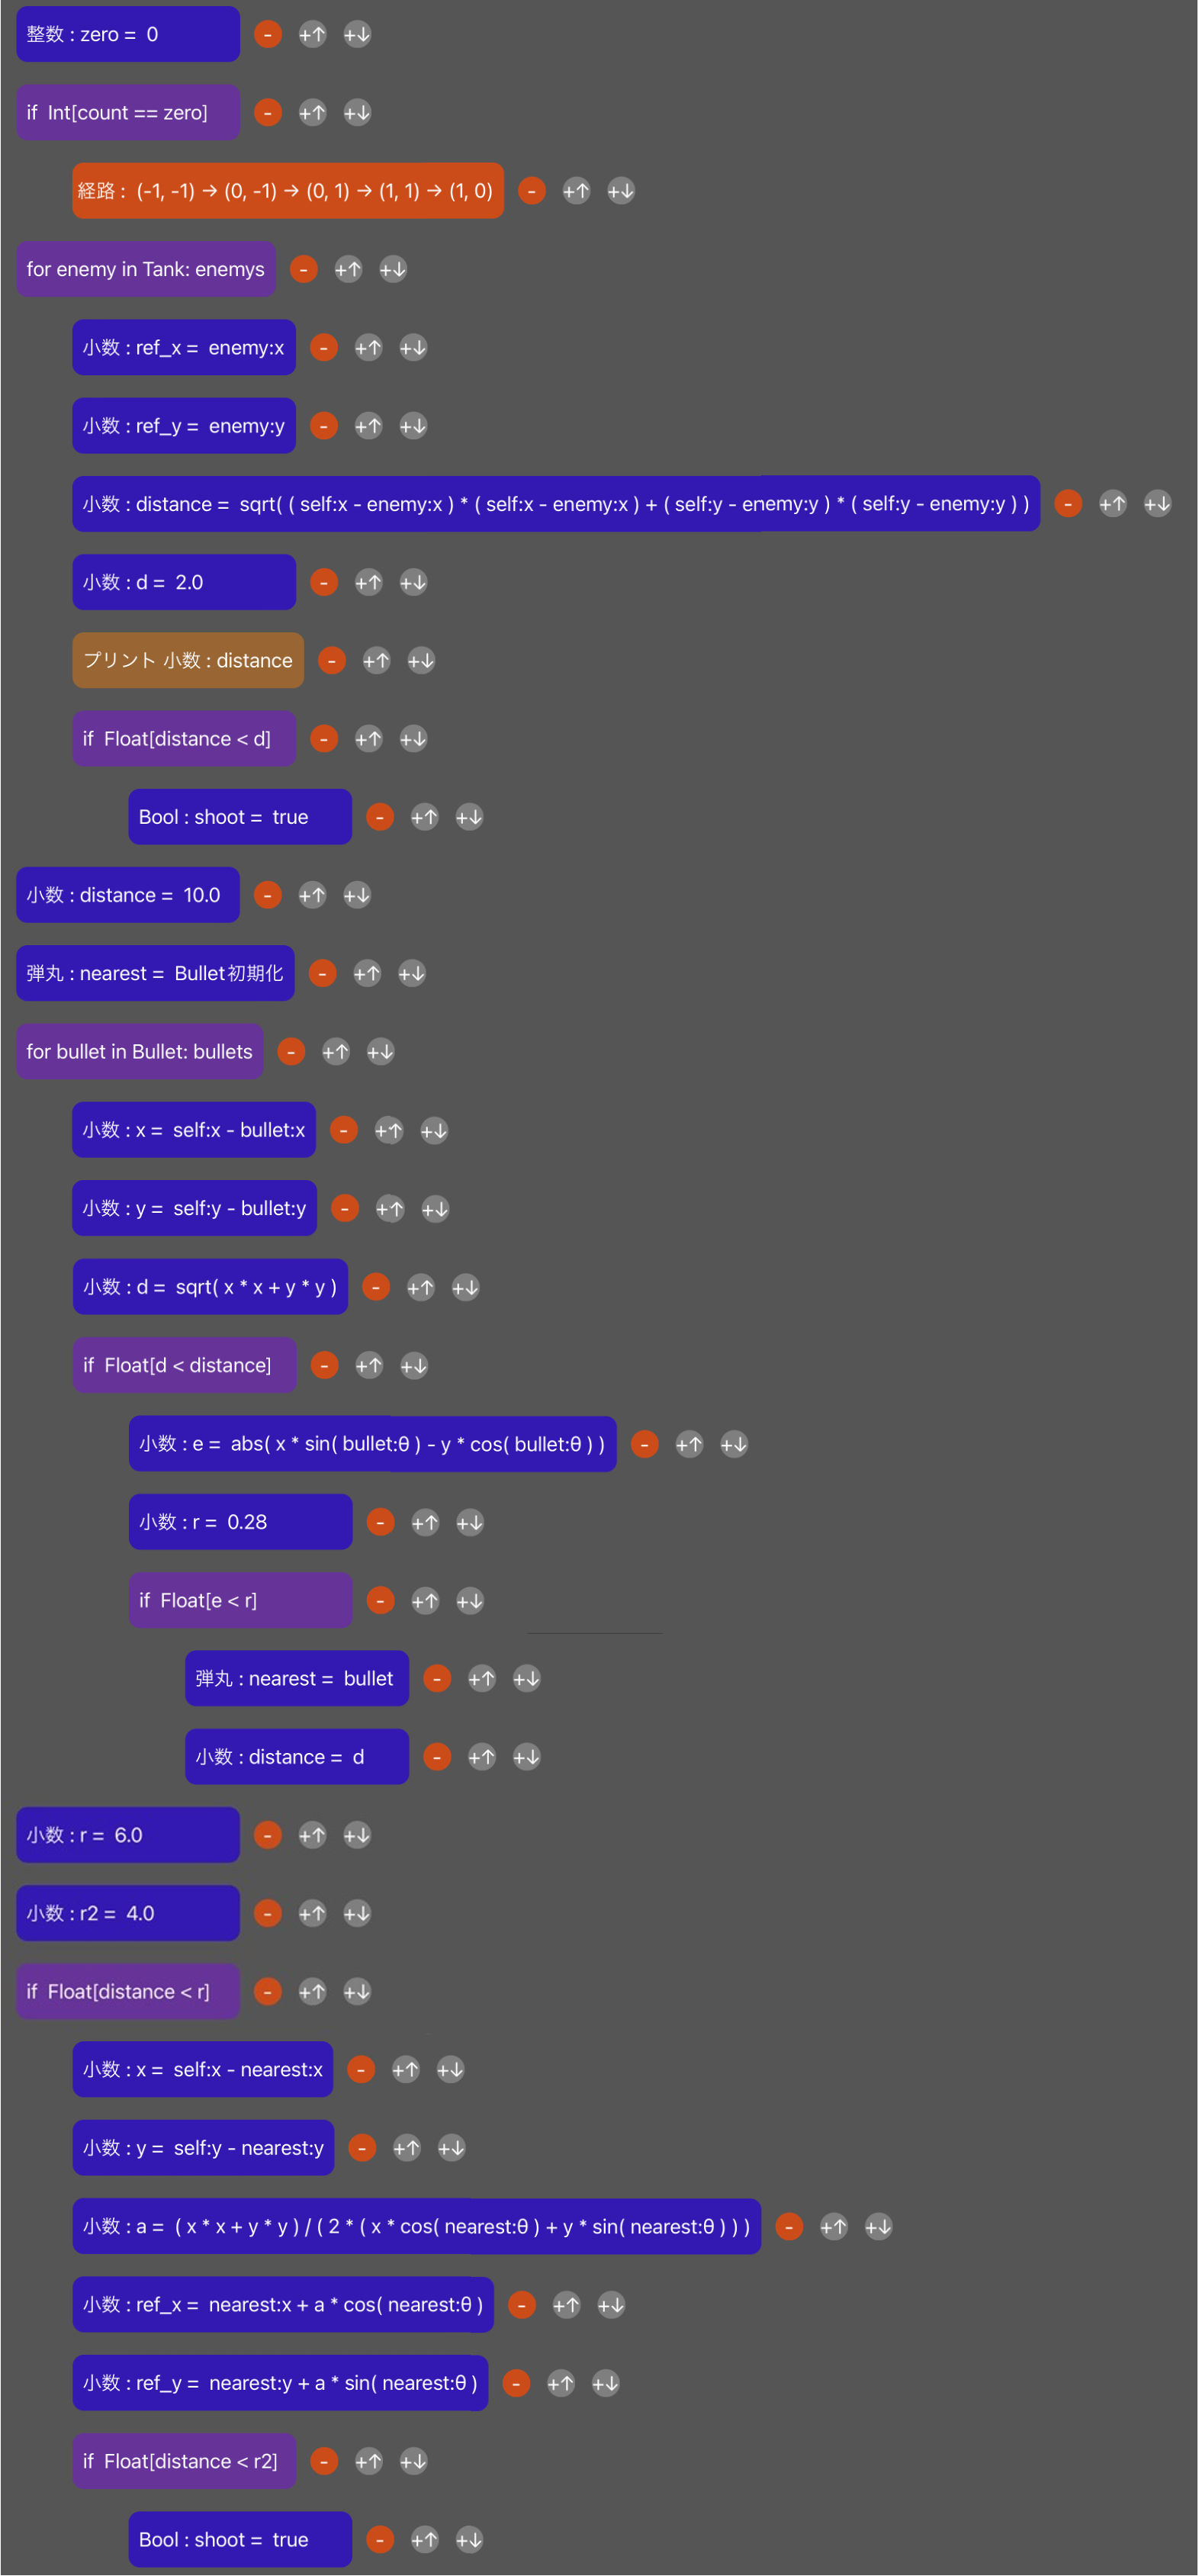 整数 : zero = 0 - +↑ +↓
if Int[count == zero] - +↑ +↓
経路 : (-1, -1) → (0, -1) → (0, 1) → (1, 1) → (1, 0) - +↑ +↓
for enemy in Tank: enemys - +↑ +↓
小数 : ref_x = enemy:x - +↑ +↓
小数 : ref_y = enemy:y - +↑ +↓
小数 : distance = sqrt( ( self:x - enemy:x ) * ( self:x - enemy:x ) + ( self:y - enemy:y ) * ( self:y - enemy:y ) ) - +↑ +↓
小数 : d = 2.0 - +↑ +↓
プリント 小数 : distance - +↑ +↓
if Float[distance < d] - +↑ +↓
Bool : shoot = true - +↑ +↓
小数 : distance = 10.0 - +↑ +↓
弾丸 : nearest = Bullet初期化 - +↑ +↓
for bullet in Bullet: bullets - +↑ +↓
小数 : x = self:x - bullet:x - +↑ +↓
小数 : y = self:y - bullet:y - +↑ +↓
小数 : d = sqrt( x * x + y * y ) - +↑ +↓
if Float[d < distance] - +↑ +↓
小数 : e = abs( x * sin( bullet:θ ) - y * cos( bullet:θ ) ) - +↑ +↓
小数 : r = 0.28 - +↑ +↓
if Float[e < r] - +↑ +↓
弾丸 : nearest = bullet - +↑ +↓
小数 : distance = d - +↑ +↓
小数 : r = 6.0 - +↑ +↓
小数 : r2 = 4.0 - +↑ +↓
if Float[distance < r] - +↑ +↓
小数 : x = self:x - nearest:x - +↑ +↓
小数 : y = self:y - nearest:y - +↑ +↓
小数 : a = ( x * x + y * y ) / ( 2 * ( x * cos( nearest:θ ) + y * sin( nearest:θ ) ) ) - +↑ +↓
小数 : ref_x = nearest:x + a * cos( nearest:θ ) - +↑ +↓
小数 : ref_y = nearest:y + a * sin( nearest:θ ) - +↑ +↓
if Float[distance < r2] - +↑ +↓
Bool : shoot = true - +↑ +↓